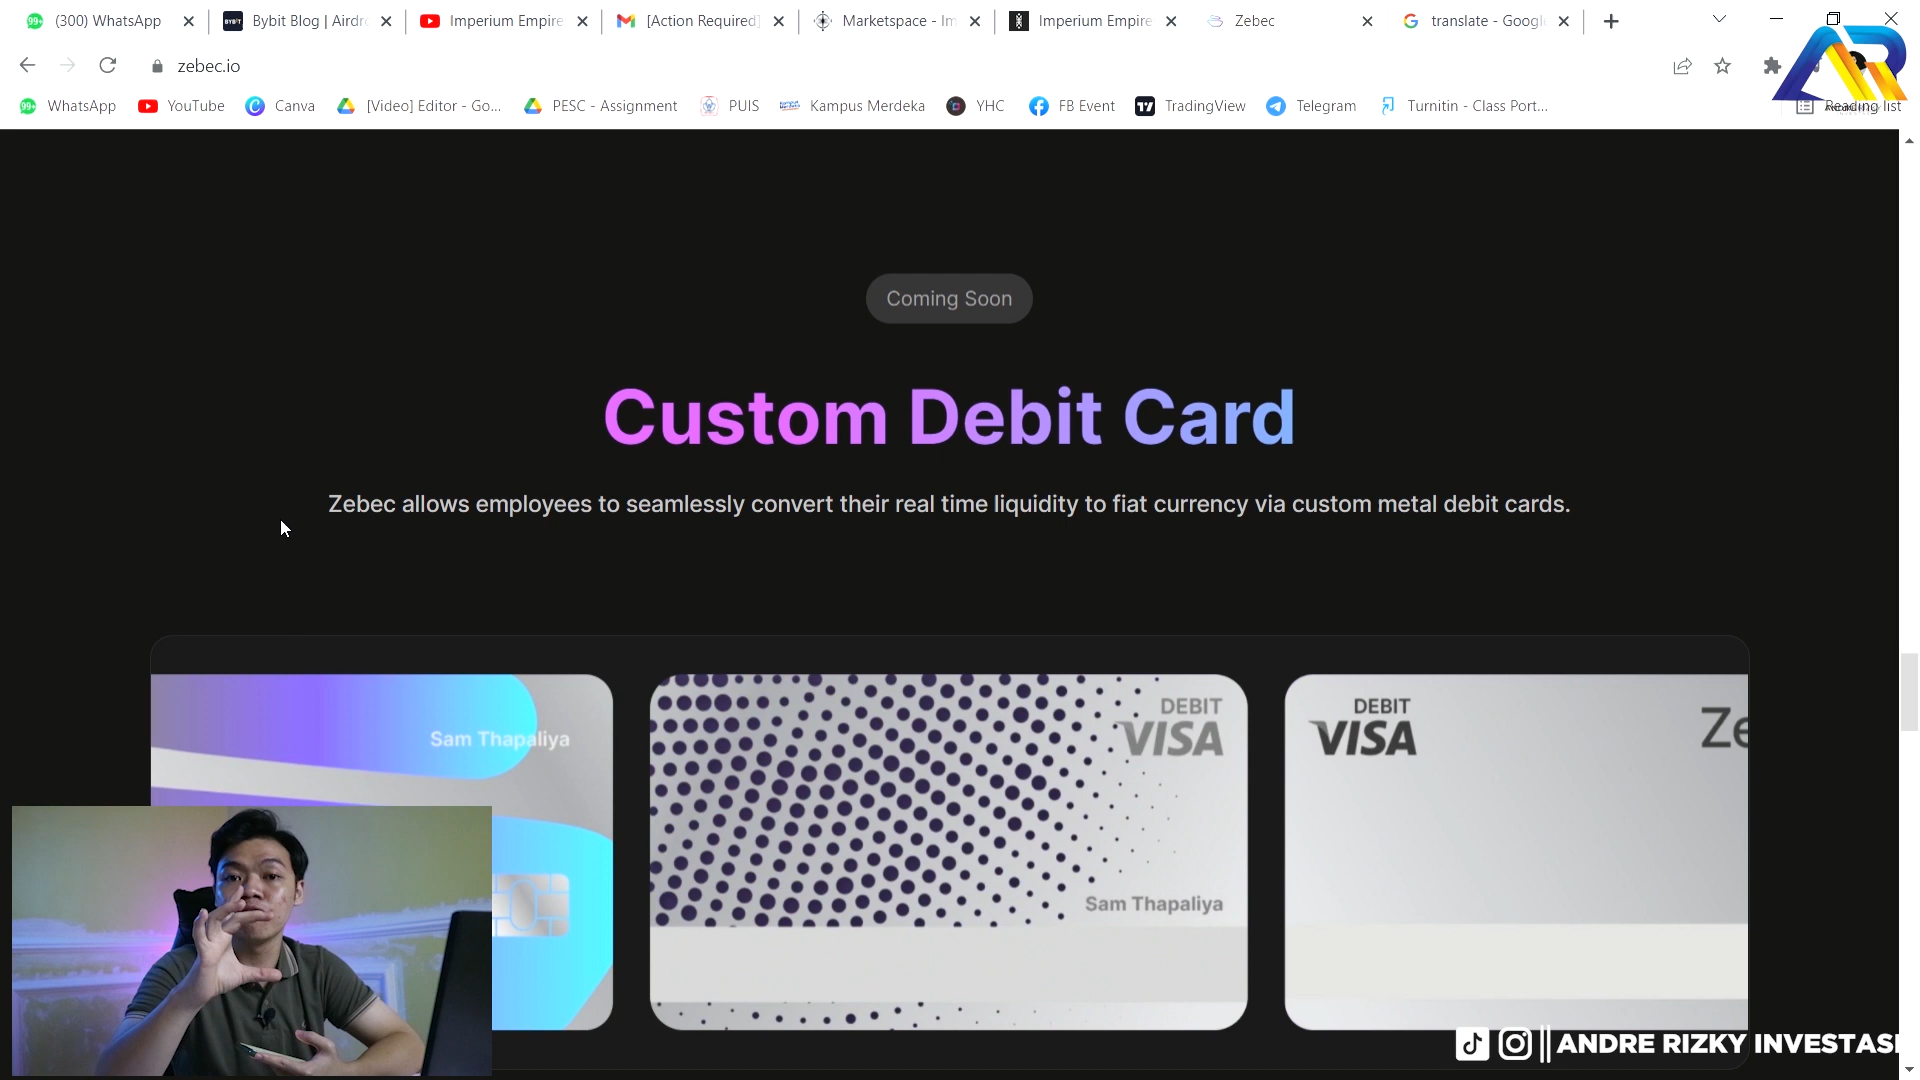 (300) WhatsApp
Bybit Blog | Airdr
Imperium Empire
[Action Required]
Marketspace - Im
Imperium Empire
Zebec
translate - Googl
zebec.io
WhatsApp
YouTube
Canva
[Video] Editor - Go...
PESC - Assignment
PUIS
Kampus Merdeka
YHC
FB Event
TradingView
Telegram
Turnitin - Class Port...
Reading list
Coming Soon
Custom Debit Card
Zebec allows employees to seamlessly convert their real time liquidity to fiat currency via custom metal debit cards.
Sam Thapaliya
DEBIT
VISA
Sam Thapaliya
DEBIT
VISA
Ze
ANDRE RIZKY INVESTASI